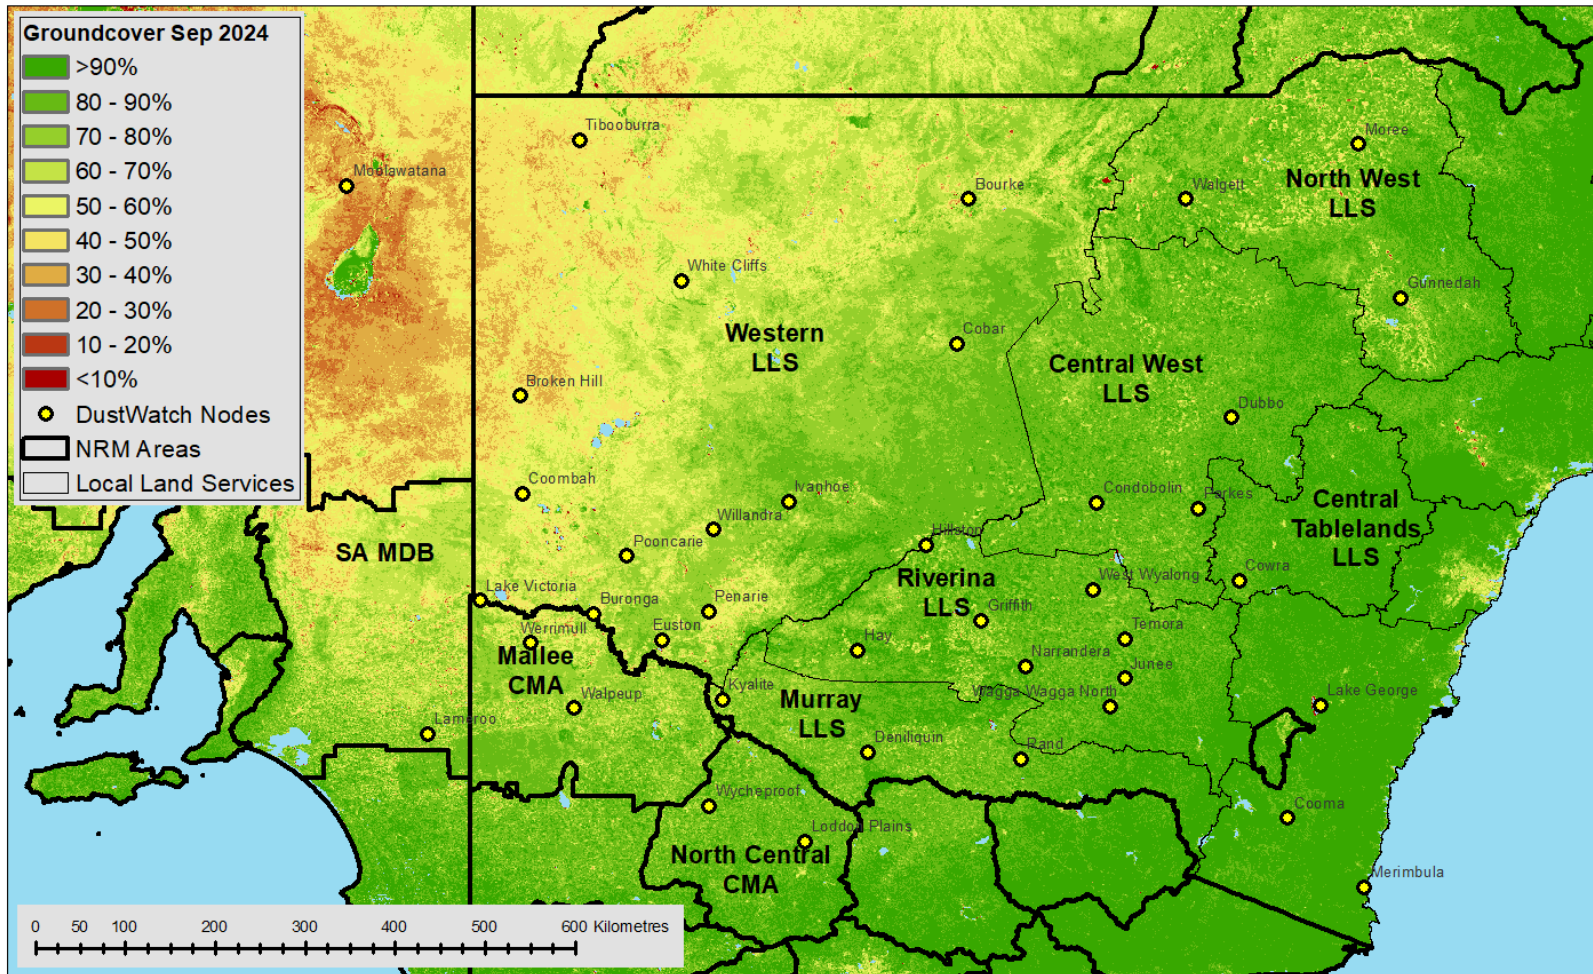 Groundcover Sep 2024
>90%
80 - 90%
70 - 80%
60 - 70%
50 - 60%
40 - 50%
30 - 40%
20 - 30%
10 - 20%
<10%
DustWatch Nodes
NRM Areas
Local Land Services
Tibooburra
Moolawatana
Moree
North West
LLS
Bourke
Walgett
White Cliffs
Gunnedah
Western
LLS
Cobar
Central West
LLS
Broken Hill
Dubbo
Coombah
Ivanhoe
Condobolin
Parkes
Central
Tablelands
LLS
Willandra
Hillston
SA MDB
Pooncarie
Riverina
LLS
West Wyalong
Cowra
Lake Victoria
Buronga
Penarie
Griffith
Werrimull
Euston
Hay
Temora
Mallee
CMA
Narrandera
Junee
Walpeup
Kyalite
Murray
LLS
Wagga Wagga North
Lake George
Lameroo
Deniliquin
Rand
Wycheproof
Cooma
Loddon Plains
North Central
CMA
Merimbula
0 50 100 200 300 400 500 600 Kilometres